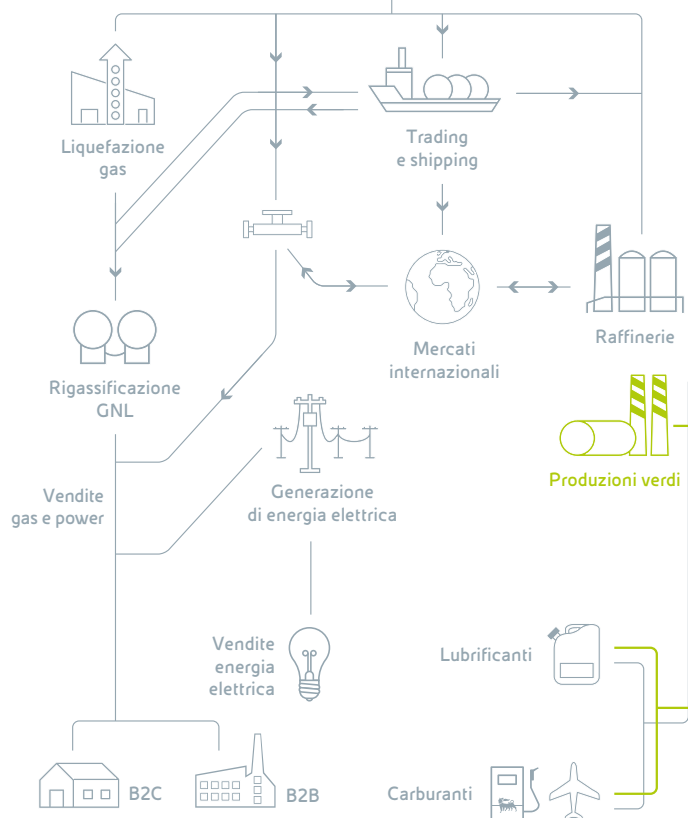 Liquefazione
gas
Trading
e shipping
Mercati
internazionali
Raffinerie
Rigassificazione
GNL
Produzioni verdi
Generazione
di energia elettrica
Vendite
gas e power
Vendite
energia
elettrica
Lubrificanti
B2C
B2B
Carburanti